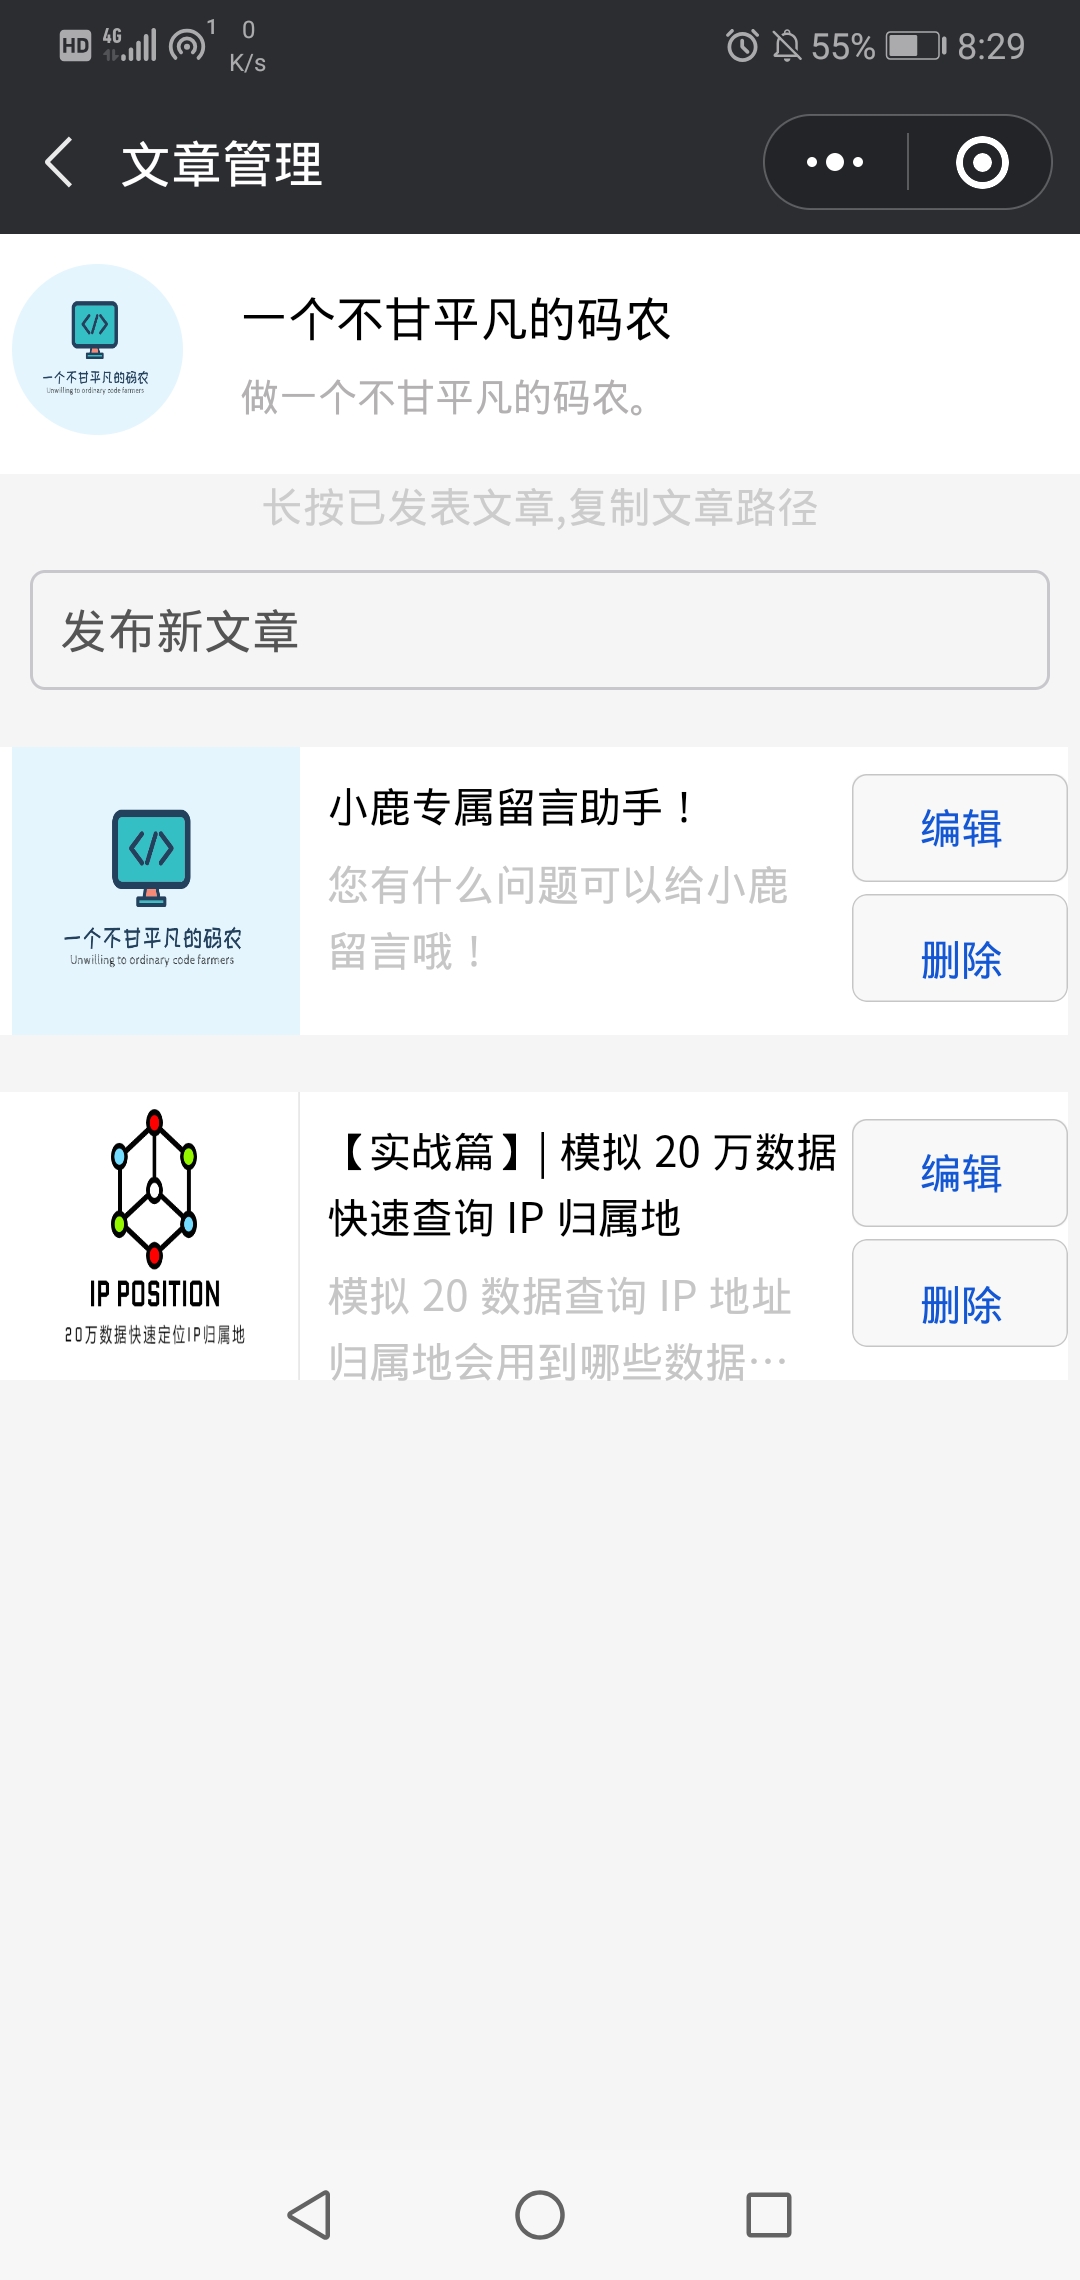 HD 4G 1 0 K/s 55% 8:29
文章管理
一个不甘平凡的码农
Unwilling to ordinary code farmers
一个不甘平凡的码农
做一个不甘平凡的码农。
长按已发表文章,复制文章路径
发布新文章
一个不甘平凡的码农
Unwilling to ordinary code farmers
小鹿专属留言助手！
您有什么问题可以给小鹿
留言哦！
编辑
删除
IP POSITION
20万数据快速定位IP归属地
【实战篇】| 模拟 20 万数据
快速查询 IP 归属地
模拟 20 数据查询 IP 地址
归属地会用到哪些数据…
编辑
删除